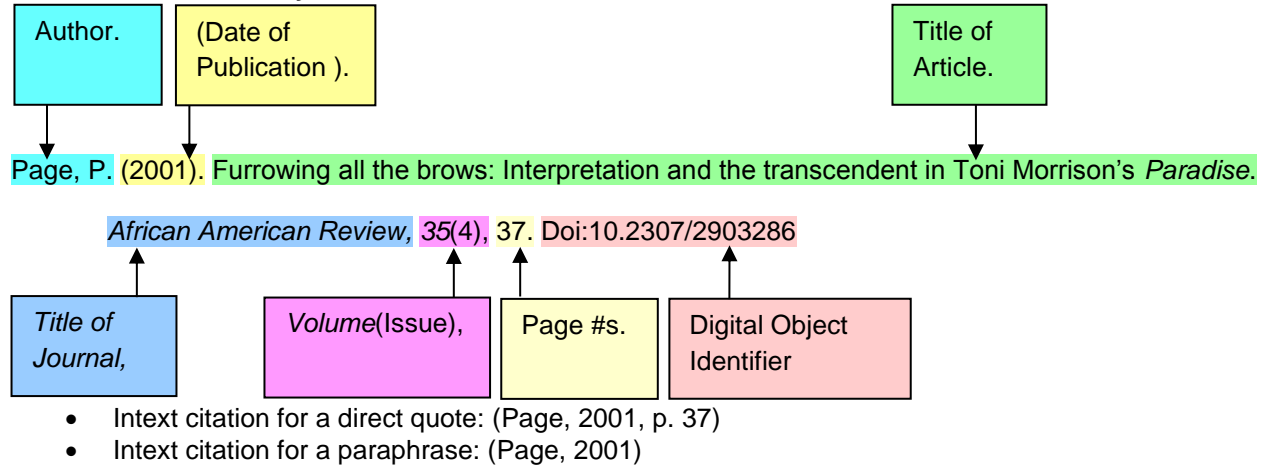 Author.
(Date of
Publication ).
Title of
Article.
Page, P. (2001). Furrowing all the brows: Interpretation and the transcendent in Toni Morrison’s Paradise.
African American Review, 35(4), 37. Doi:10.2307/2903286
Title of
Journal,
Volume(Issue),
Page #s.
Digital Object
Identifier
• Intext citation for a direct quote: (Page, 2001, p. 37)
• Intext citation for a paraphrase: (Page, 2001)